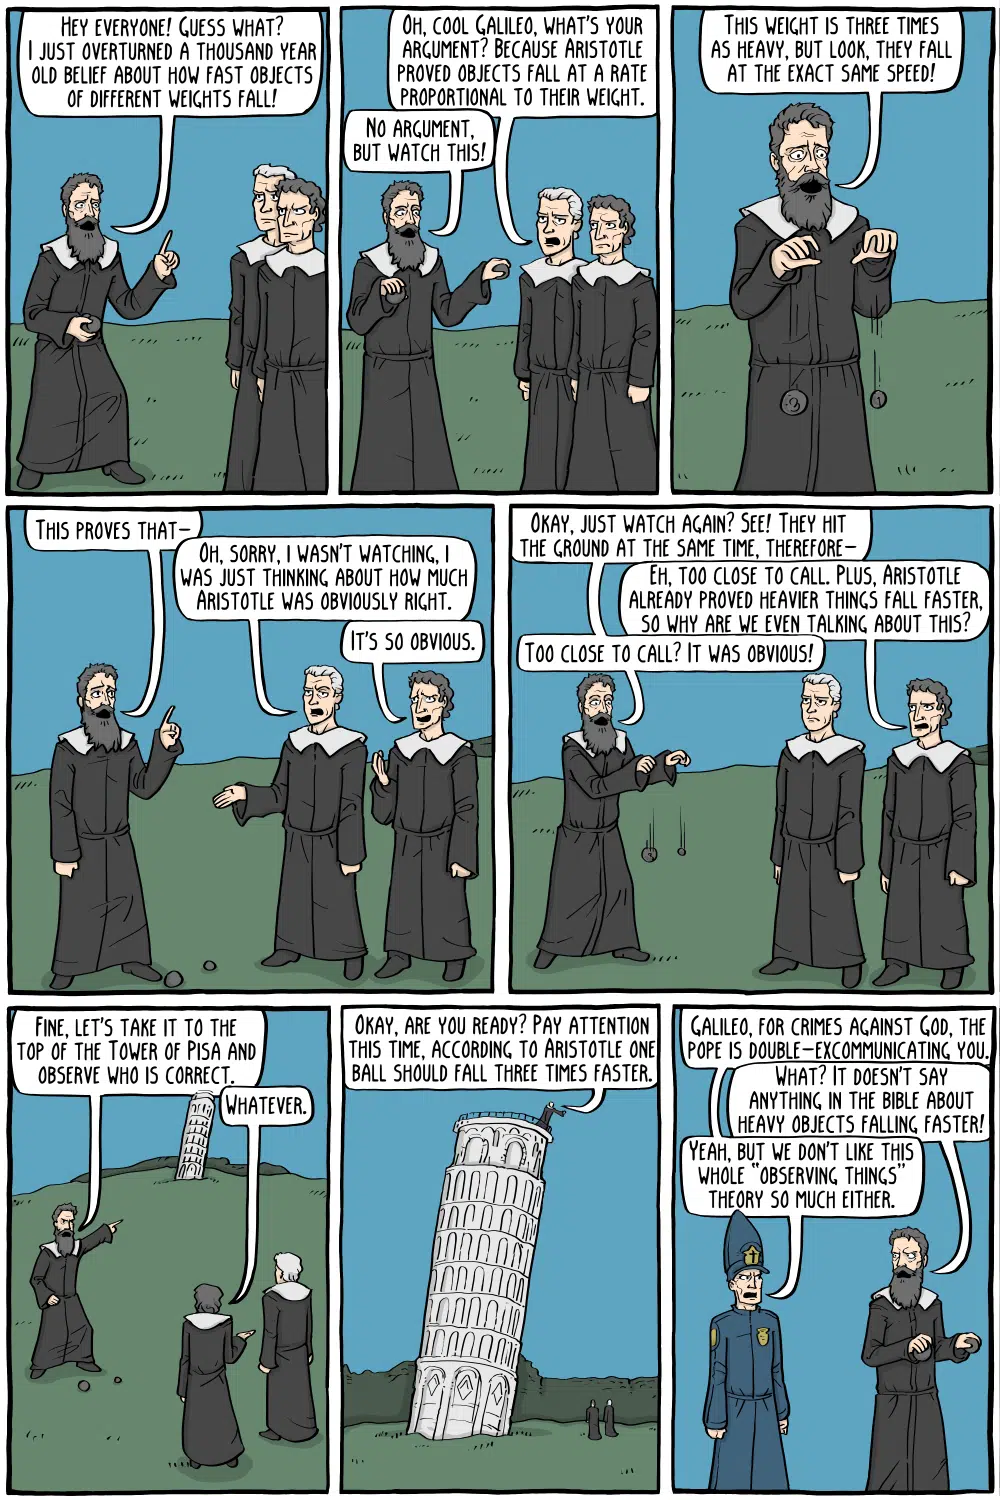 HEY EVERYONE! GUESS WHAT?
I JUST OVERTURNED A THOUSAND YEAR
OLD BELIEF ABOUT HOW FAST OBJECTS
OF DIFFERENT WEIGHTS FALL!
OH, COOL GALILEO, WHAT'S YOUR
ARGUMENT? BECAUSE ARISTOTLE
PROVED OBJECTS FALL AT A RATE
PROPORTIONAL TO THEIR WEIGHT.
NO ARGUMENT,
BUT WATCH THIS!
THIS WEIGHT IS THREE TIMES
AS HEAVY, BUT LOOK, THEY FALL
AT THE EXACT SAME SPEED!
3
1
THIS PROVES THAT–
OH, SORRY, I WASN'T WATCHING, I
WAS JUST THINKING ABOUT HOW MUCH
ARISTOTLE WAS OBVIOUSLY RIGHT.
IT'S SO OBVIOUS.
OKAY, JUST WATCH AGAIN? SEE! THEY HIT
THE GROUND AT THE SAME TIME, THEREFORE–
EH, TOO CLOSE TO CALL. PLUS, ARISTOTLE
ALREADY PROVED HEAVIER THINGS FALL FASTER,
SO WHY ARE WE EVEN TALKING ABOUT THIS?
TOO CLOSE TO CALL? IT WAS OBVIOUS!
3
FINE, LET'S TAKE IT TO THE
TOP OF THE TOWER OF PISA AND
OBSERVE WHO IS CORRECT.
WHATEVER.
OKAY, ARE YOU READY? PAY ATTENTION
THIS TIME, ACCORDING TO ARISTOTLE ONE
BALL SHOULD FALL THREE TIMES FASTER.
GALILEO, FOR CRIMES AGAINST GOD, THE
POPE IS DOUBLE–EXCOMMUNICATING YOU.
WHAT? IT DOESN'T SAY
ANYTHING IN THE BIBLE ABOUT
HEAVY OBJECTS FALLING FASTER!
YEAH, BUT WE DON'T LIKE THIS
WHOLE "OBSERVING THINGS"
THEORY SO MUCH EITHER.